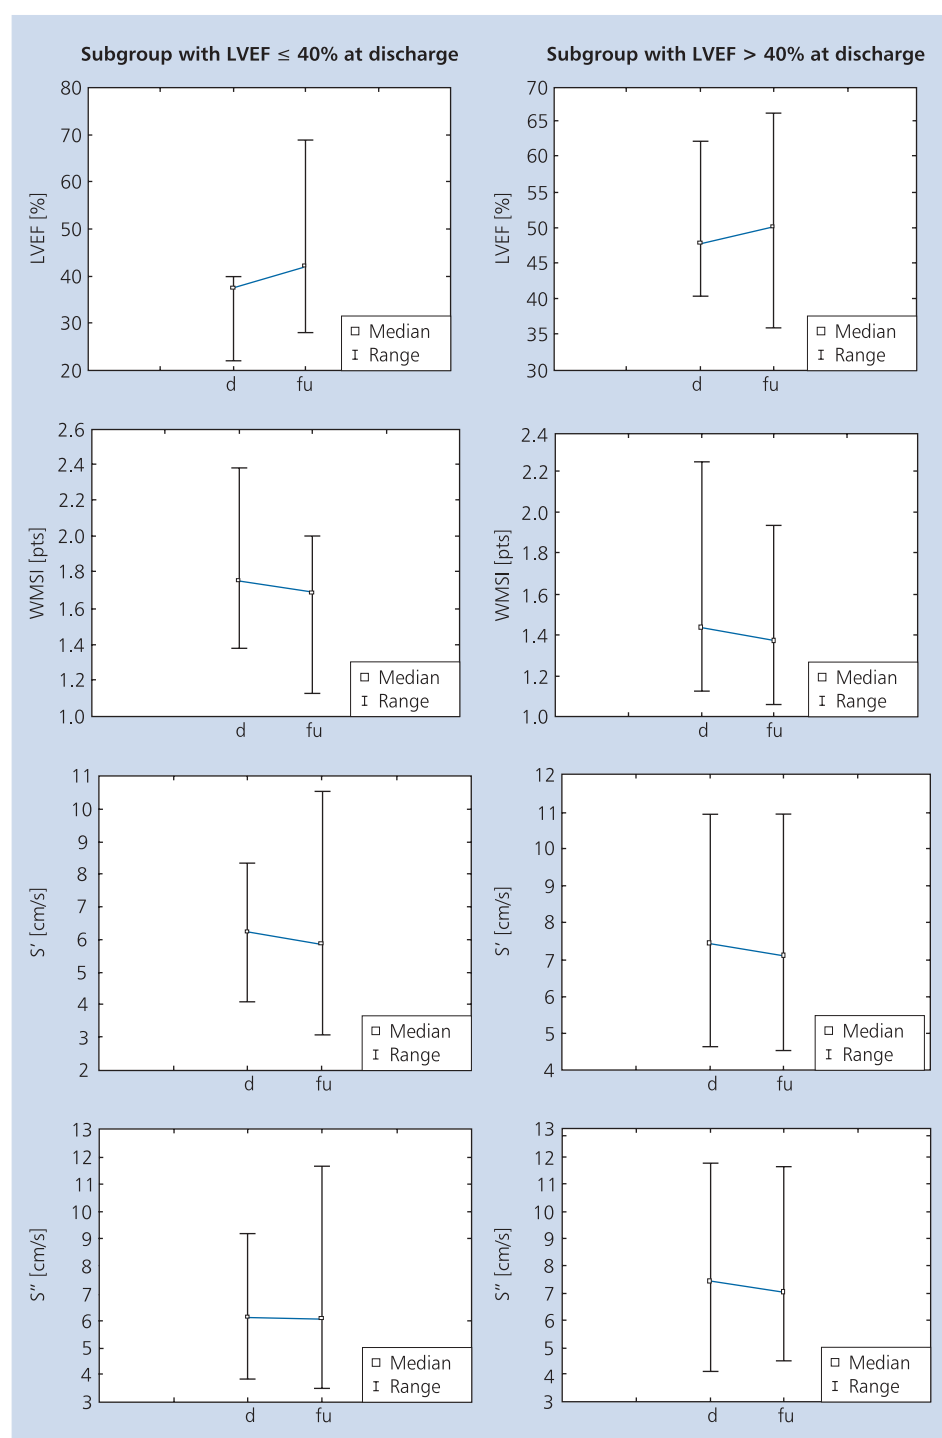 Subgroup with LVEF ≤ 40% at discharge
80
70
60
50
40
30
20
LVEF [%]
d fu
Median
Range
Subgroup with LVEF > 40% at discharge
70
65
60
55
50
45
40
35
30
LVEF [%]
d fu
Median
Range
2.6
2.4
2.2
2.0
1.8
1.6
1.4
1.2
1.0
WMSI [pts]
d fu
Median
Range
2.4
2.2
2.0
1.8
1.6
1.4
1.2
1.0
WMSI [pts]
d fu
Median
Range
11
10
9
8
7
6
5
4
3
2
S′ [cm/s]
d fu
Median
Range
12
11
10
9
8
7
6
5
4
S′ [cm/s]
d fu
Median
Range
13
12
11
10
9
8
7
6
5
4
3
S″ [cm/s]
d fu
Median
Range
13
12
11
10
9
8
7
6
5
4
3
S″ [cm/s]
d fu
Median
Range